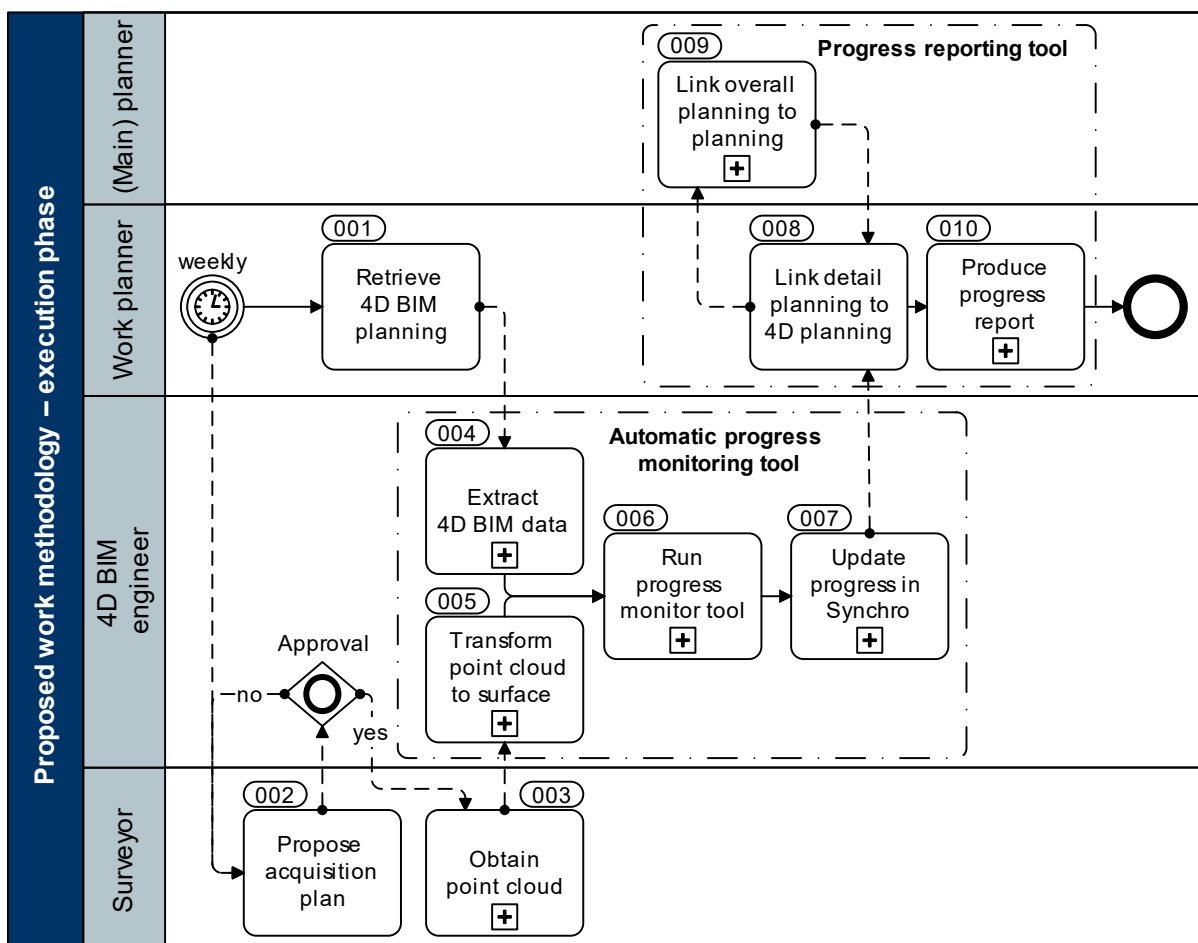 Proposed work methodology – execution phase
(Main) planner
009
Progress reporting tool
Link overall
planning to
planning
Work planner
weekly
001
Retrieve
4D BIM
planning
008
Link detail
planning to
4D planning
010
Produce
progress
report
4D BIM
engineer
Automatic progress
monitoring tool
004
Extract
4D BIM data
005
Transform
point cloud
to surface
006
Run
progress
monitor tool
007
Update
progress in
Synchro
Approval
no
yes
Surveyor
002
Propose
acquisition
plan
003
Obtain
point cloud